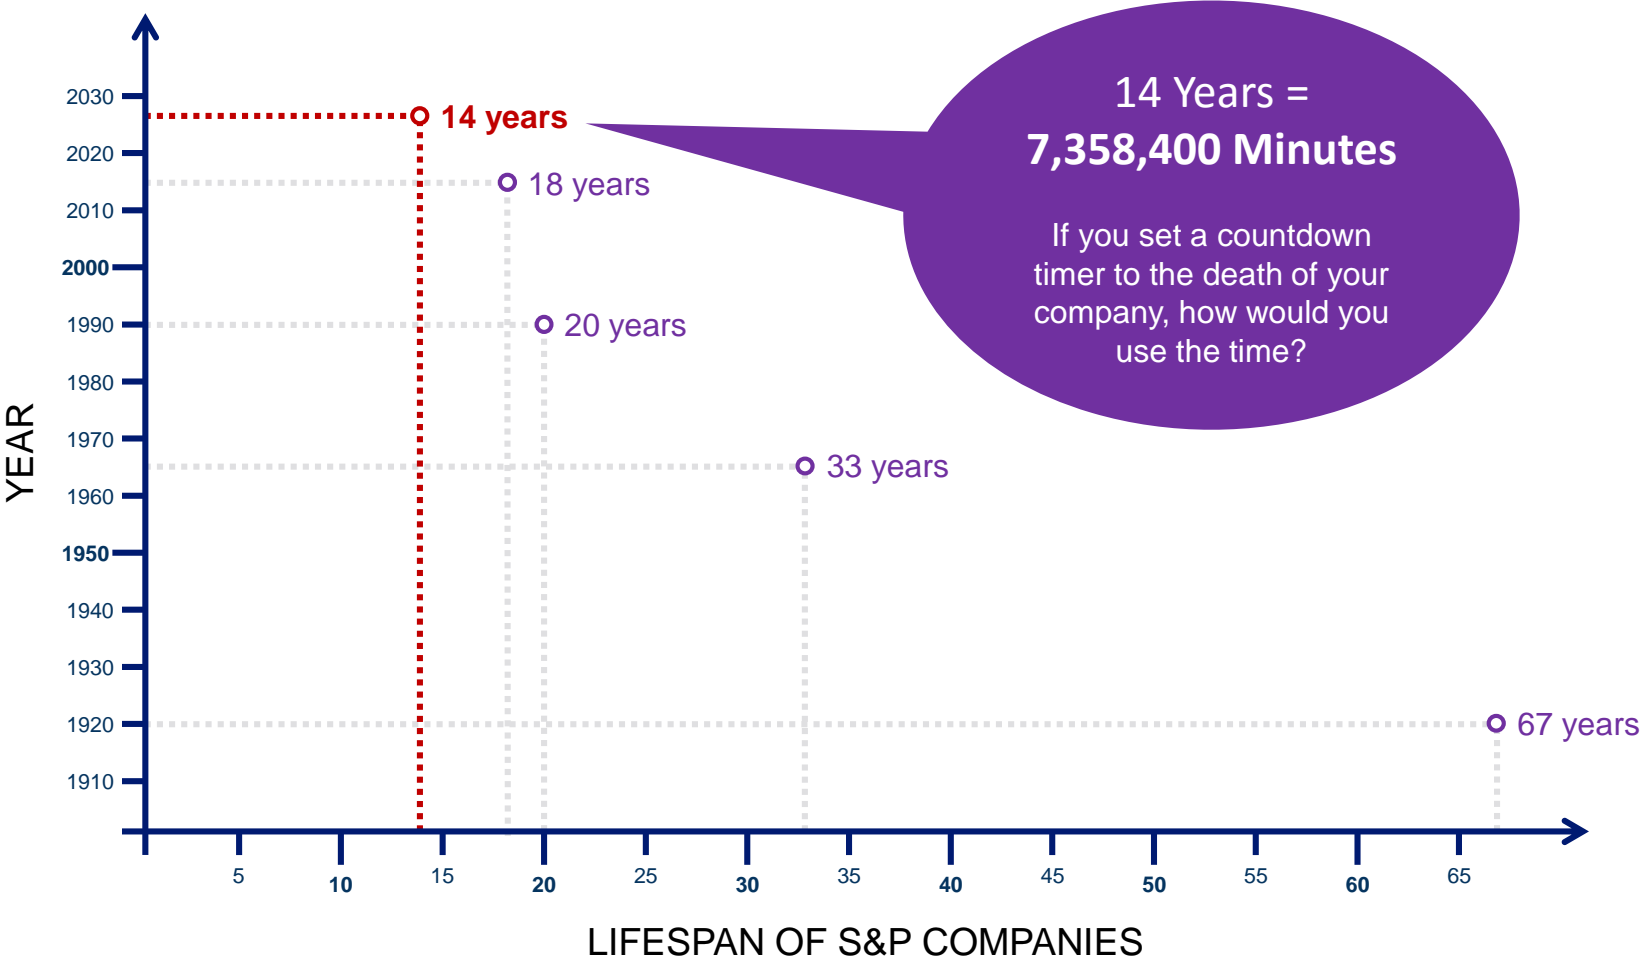 14 Years =
7,358,400 Minutes
If you set a countdown
timer to the death of your
company, how would you
use the time?
2030
14 years
2020
18 years
2010
2000
1990
20 years
1980
1970
33 years
1960
1950
1940
1930
1920
67 years
1910
YEAR
5
10
15
20
25
30
35
40
45
50
55
60
65
LIFESPAN OF S&P COMPANIES